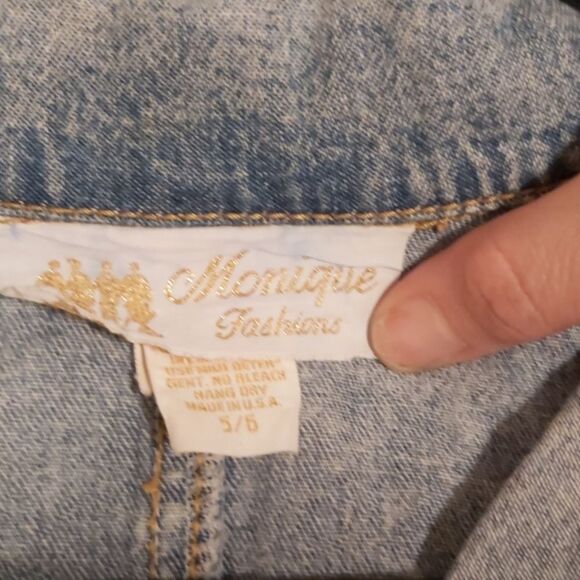 Monique
Fashions
USE MILD DETER-
GENT. NO BLEACH
HANG DRY
MADE IN U.S.A.
5/6